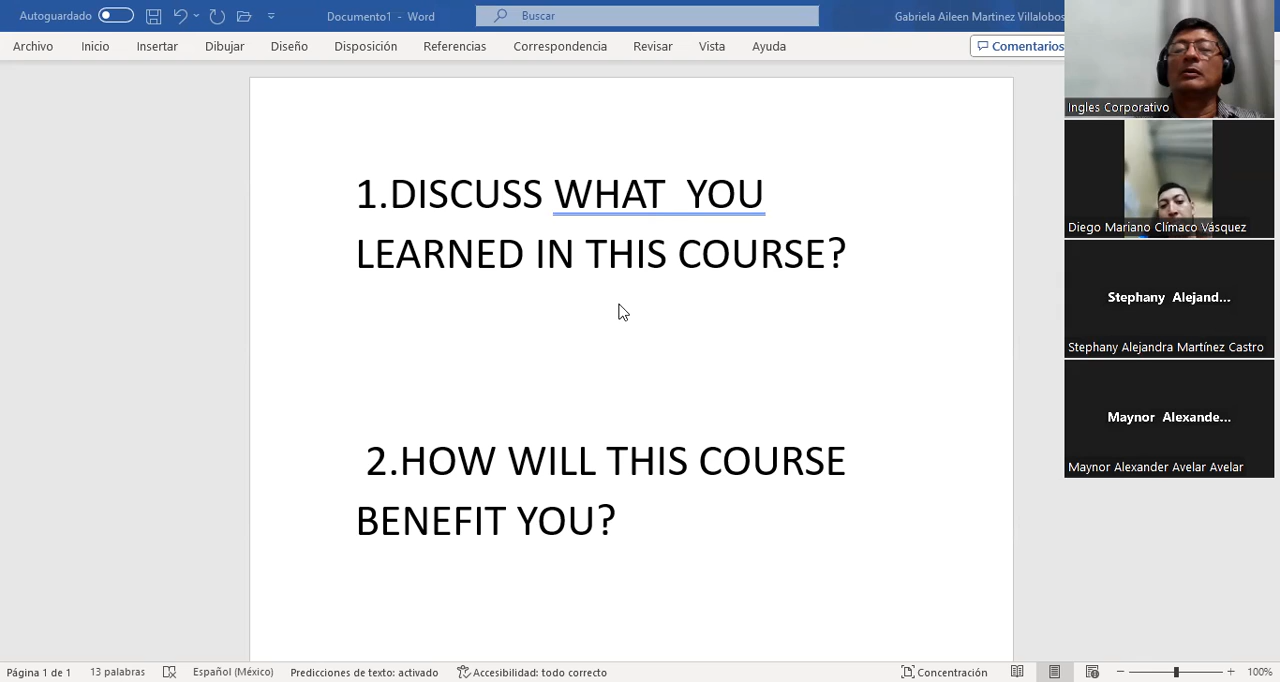 Autoguardado
Documento1 - Word
Buscar
Gabriela Aileen Martinez Villalobos
Archivo Inicio Insertar Dibujar Diseño Disposición Referencias Correspondencia Revisar Vista Ayuda
Comentarios
1.DISCUSS WHAT  YOU
LEARNED IN THIS COURSE?
2.HOW WILL THIS COURSE
BENEFIT YOU?
Ingles Corporativo
Diego Mariano Clímaco Vásquez
Stephany Alejand...
Stephany Alejandra Martínez Castro
Maynor Alexande...
Maynor Alexander Avelar Avelar
Página 1 de 1 13 palabras Español (México) Predicciones de texto: activado Accesibilidad: todo correcto Concentración 100%